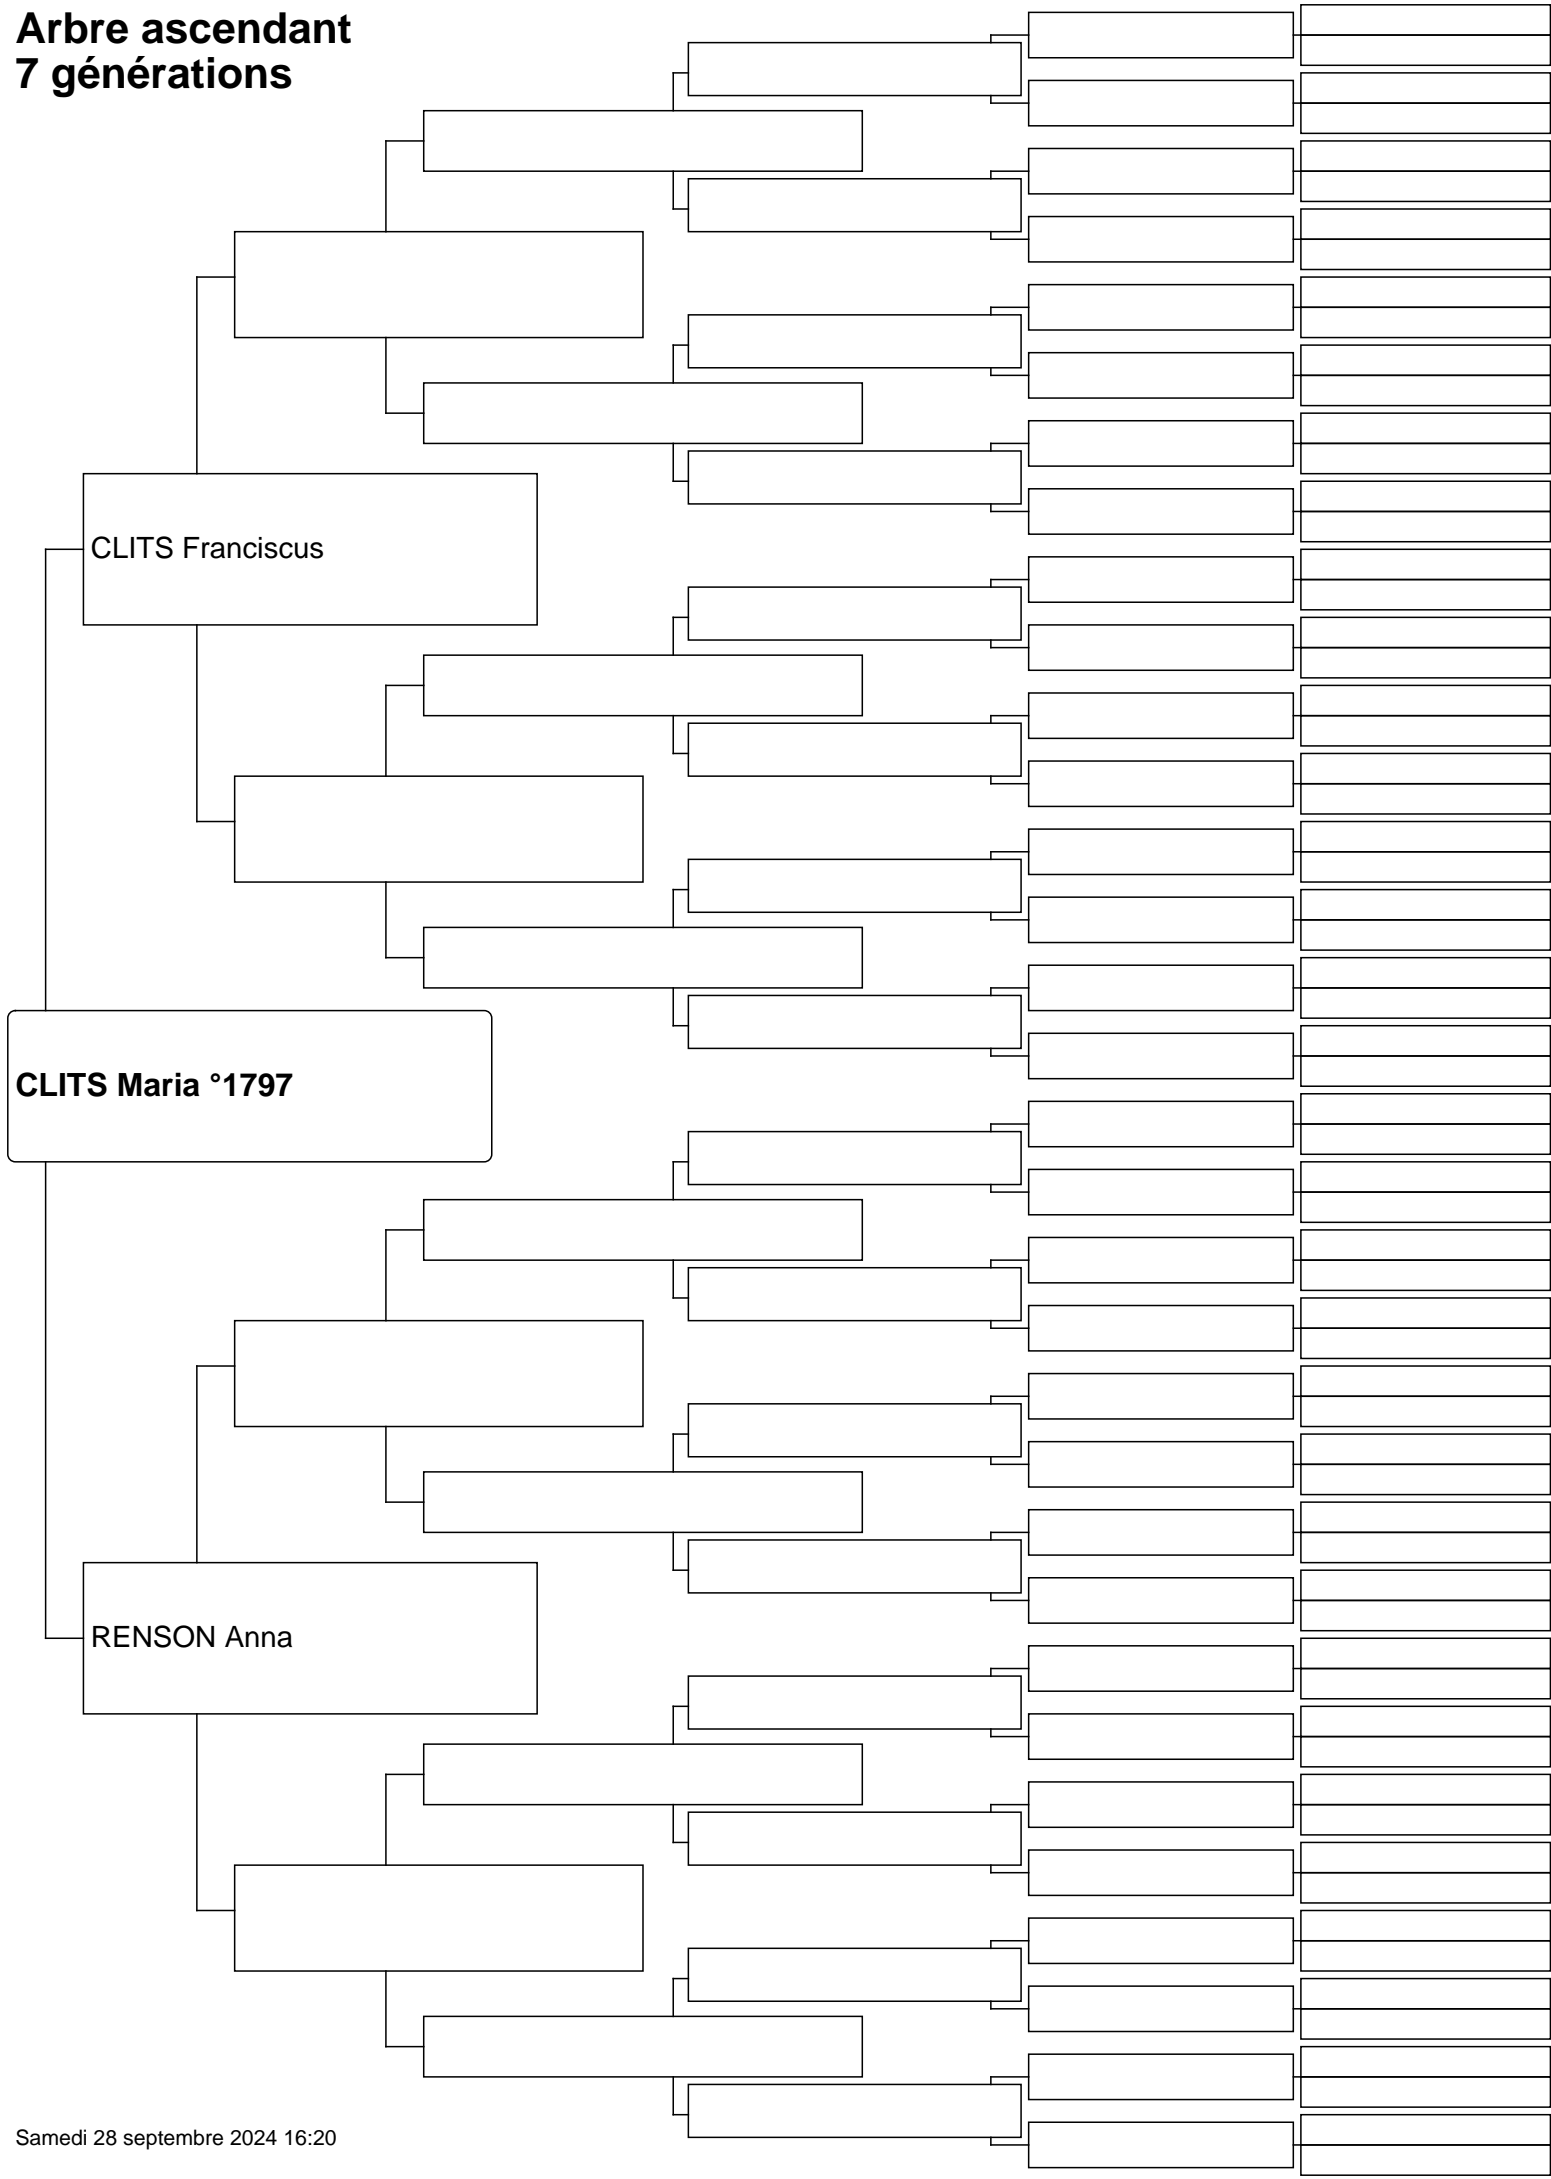 Arbre ascendant
7 générations
CLITS Franciscus
CLITS Maria °1797
RENSON Anna
Samedi 28 septembre 2024 16:20